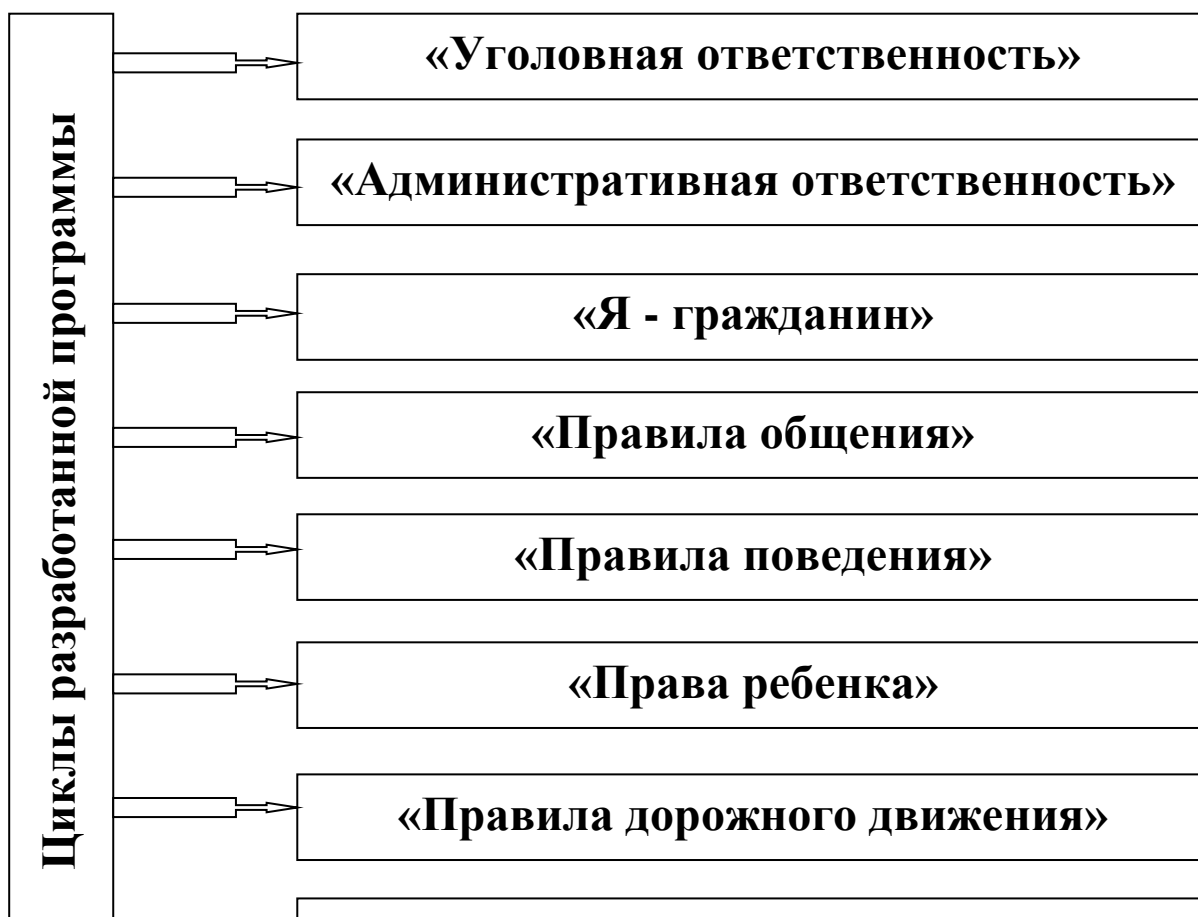 Циклы разработанной программы
«Уголовная ответственность»
«Административная ответственность»
«Я - гражданин»
«Правила общения»
«Правила поведения»
«Права ребенка»
«Правила дорожного движения»